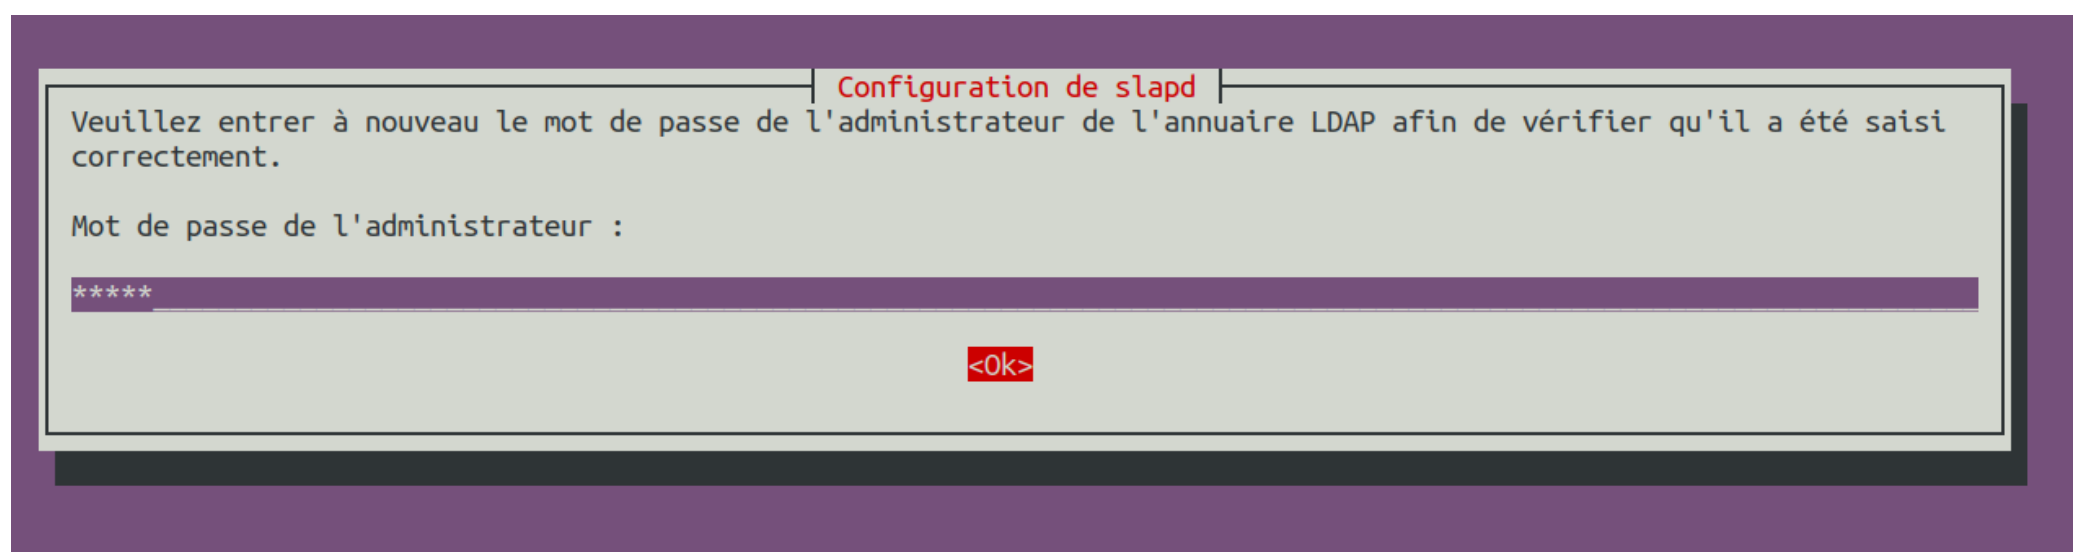 Configuration de slapd
Veuillez entrer à nouveau le mot de passe de l'administrateur de l'annuaire LDAP afin de vérifier qu'il a été saisi
correctement.
Mot de passe de l'administrateur :
*****
<Ok>